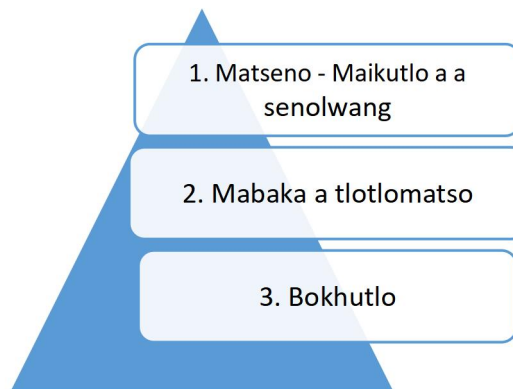 1. Matseno - Maikutlo a a
senolwang
2. Mabaka a tlotlomatso
3. Bokhutlo